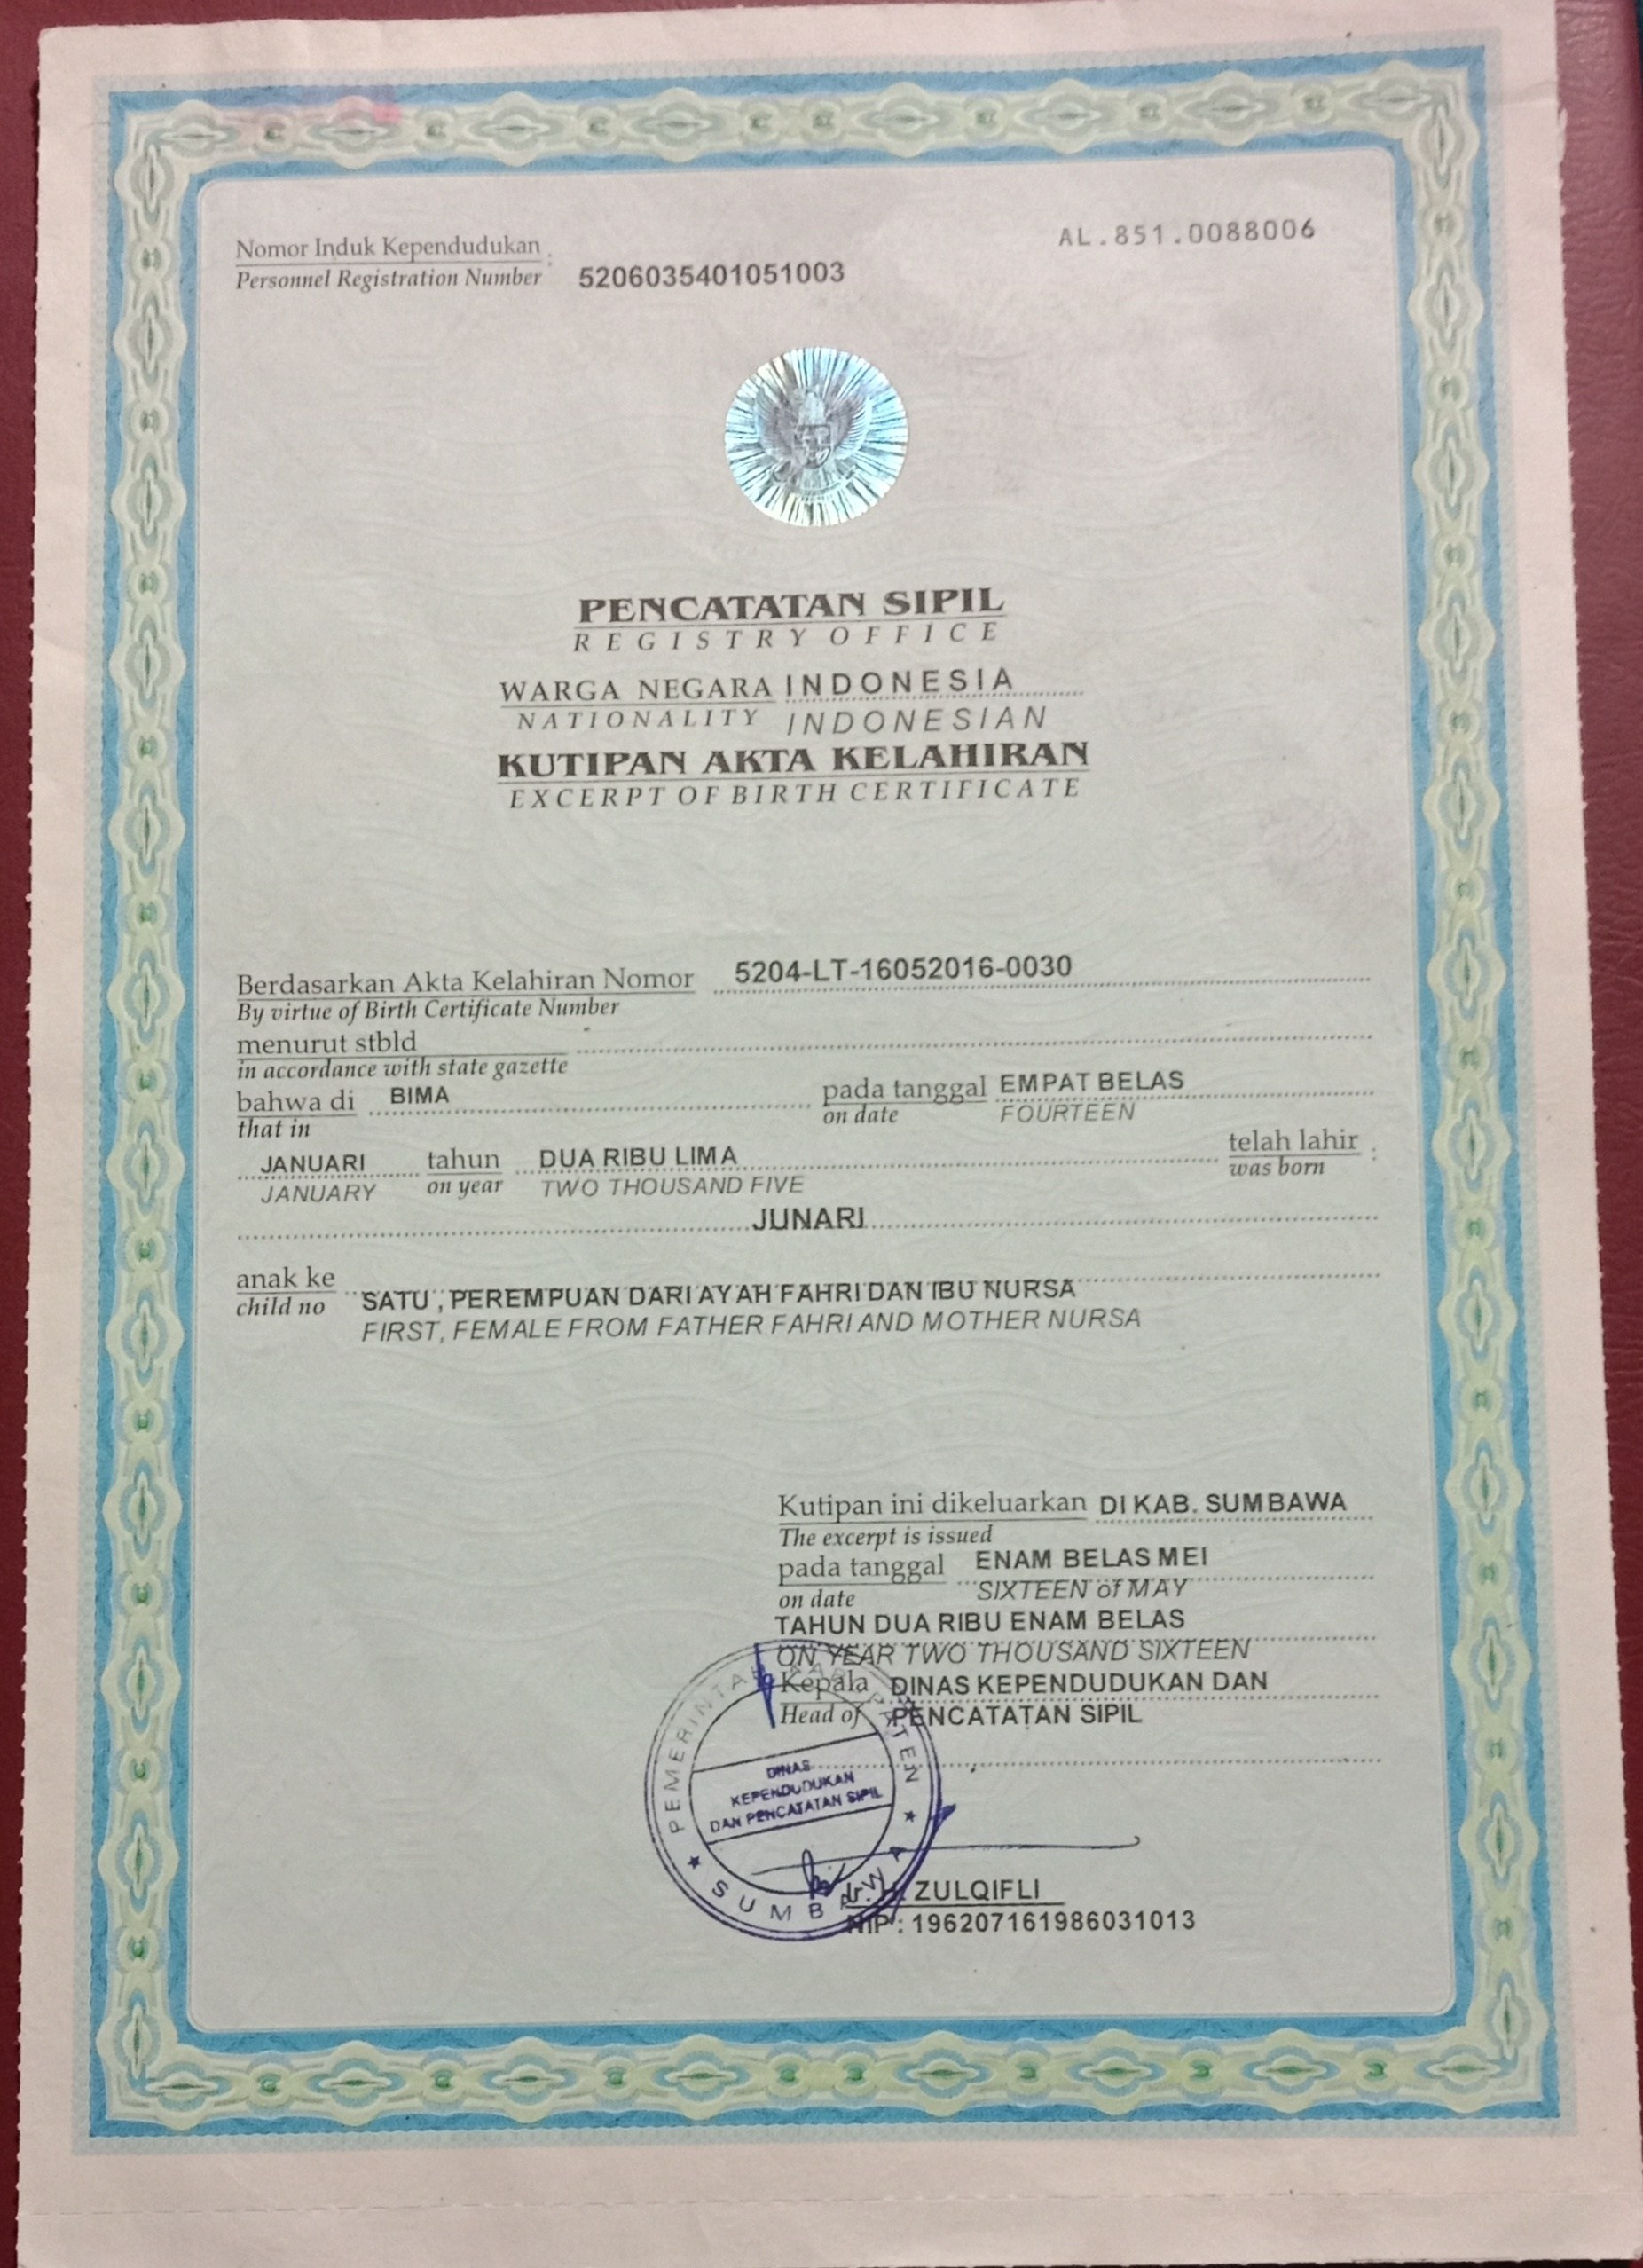 AL.851.0088006
Nomor Induk Kependudukan :
Personnel Registration Number 5206035401051003
PENCATATAN SIPIL
REGISTRY OFFICE
WARGA NEGARA INDONESIA
NATIONALITY INDONESIAN
KUTIPAN AKTA KELAHIRAN
EXCERPT OF BIRTH CERTIFICATE
Berdasarkan Akta Kelahiran Nomor 5204-LT-16052016-0030
By virtue of Birth Certificate Number
menurut stbld
in accordance with state gazette
bahwa di BIMA pada tanggal EMPAT BELAS
that in on date FOURTEEN
JANUARI tahun DUA RIBU LIMA telah lahir :
JANUARY on year TWO THOUSAND FIVE was born
JUNARI
anak ke SATU , PEREMPUAN DARI AYAH FAHRI DAN IBU NURSA
child no FIRST, FEMALE FROM FATHER FAHRI AND MOTHER NURSA
Kutipan ini dikeluarkan DI KAB. SUMBAWA
The excerpt is issued
pada tanggal ENAM BELAS MEI
on date SIXTEEN of MAY
TAHUN DUA RIBU ENAM BELAS
ON YEAR TWO THOUSAND SIXTEEN
Kepala DINAS KEPENDUDUKAN DAN
Head of PENCATATAN SIPIL
PEMERINTAH KABUPATEN
DINAS
KEPENDUDUKAN
DAN PENCATATAN SIPIL
SUMBAWA
Ir. H. ZULQIFLI
NIP : 196207161986031013